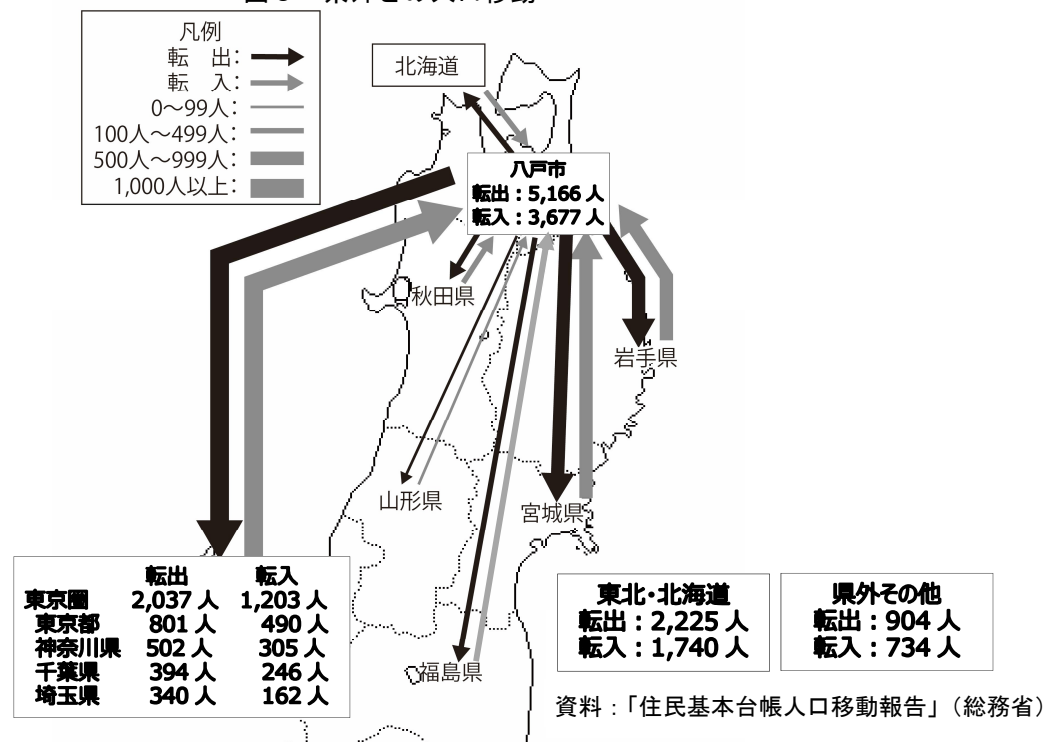 凡例
転　出：
転　入：
0～99人：
100人～499人：
500人～999人：
1,000人以上：
北海道
八戸市
転出：5,166 人
転入：3,677 人
秋田県
岩手県
山形県
宮城県
福島県
転出 転入
東京圏 2,037 人 1,203 人
東京都 801 人 490 人
神奈川県 502 人 305 人
千葉県 394 人 246 人
埼玉県 340 人 162 人
東北・北海道
転出：2,225 人
転入：1,740 人
県外その他
転出：904 人
転入：734 人
資料：「住民基本台帳人口移動報告」（総務省）